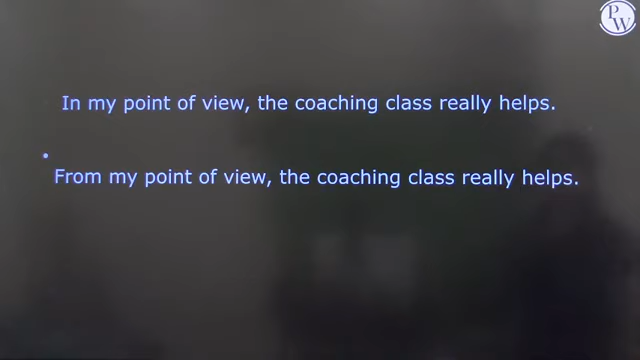 PW
In my point of view, the coaching class really helps.
From my point of view, the coaching class really helps.